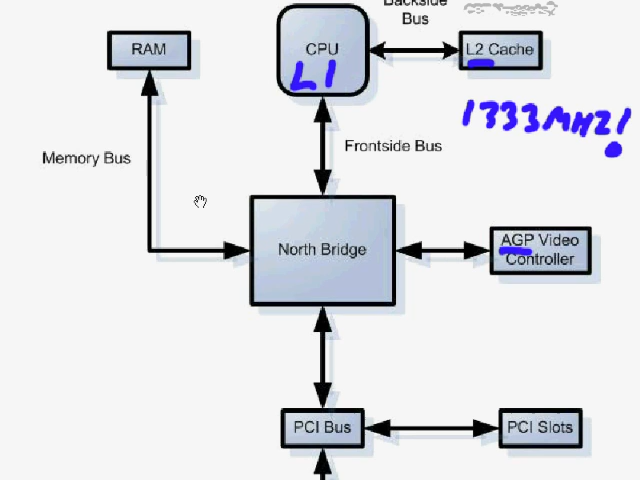 Backside
Bus
RAM
CPU
L1
L2 Cache
1333MHZ!
Memory Bus
Frontside Bus
North Bridge
AGP Video
Controller
PCI Bus
PCI Slots